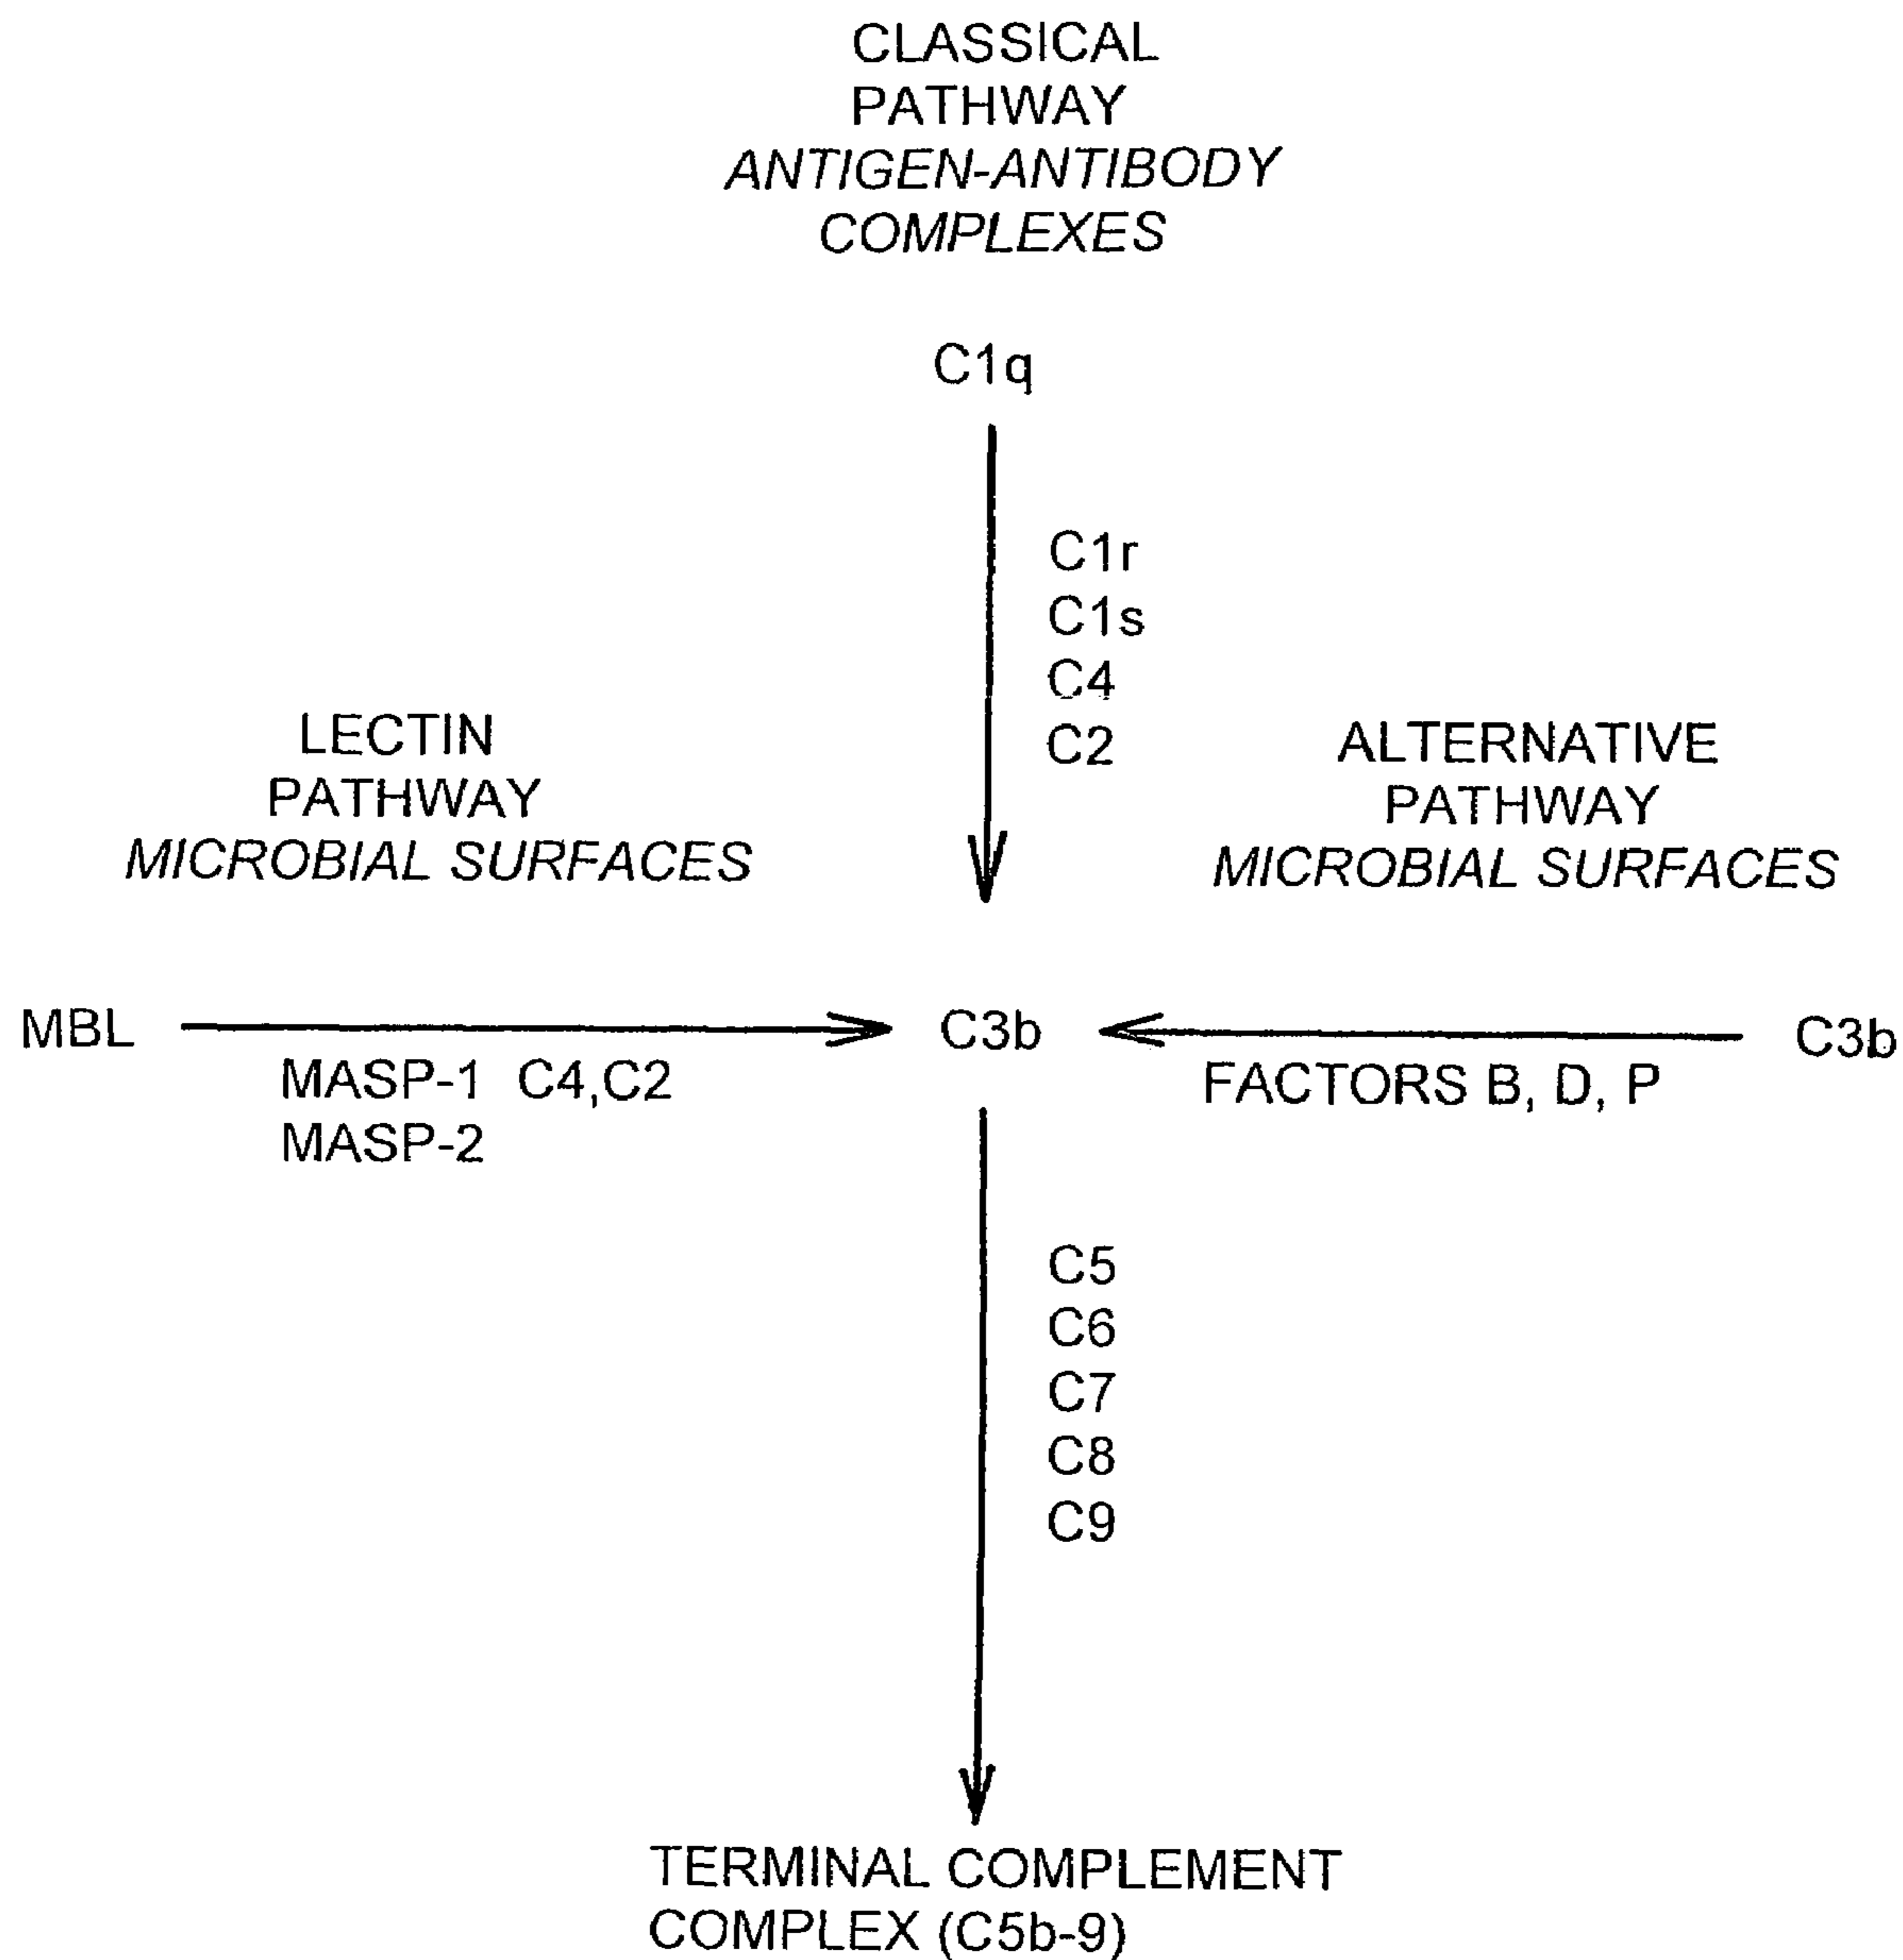 CLASSICAL
PATHWAY
ANTIGEN-ANTIBODY
COMPLEXES
C1q
C1r
C1s
C4
C2
LECTIN
PATHWAY
MICROBIAL SURFACES
ALTERNATIVE
PATHWAY
MICROBIAL SURFACES
MBL
MASP-1 C4,C2
MASP-2
C3b
FACTORS B, D, P
C3b
C5
C6
C7
C8
C9
TERMINAL COMPLEMENT
COMPLEX (C5b-9)